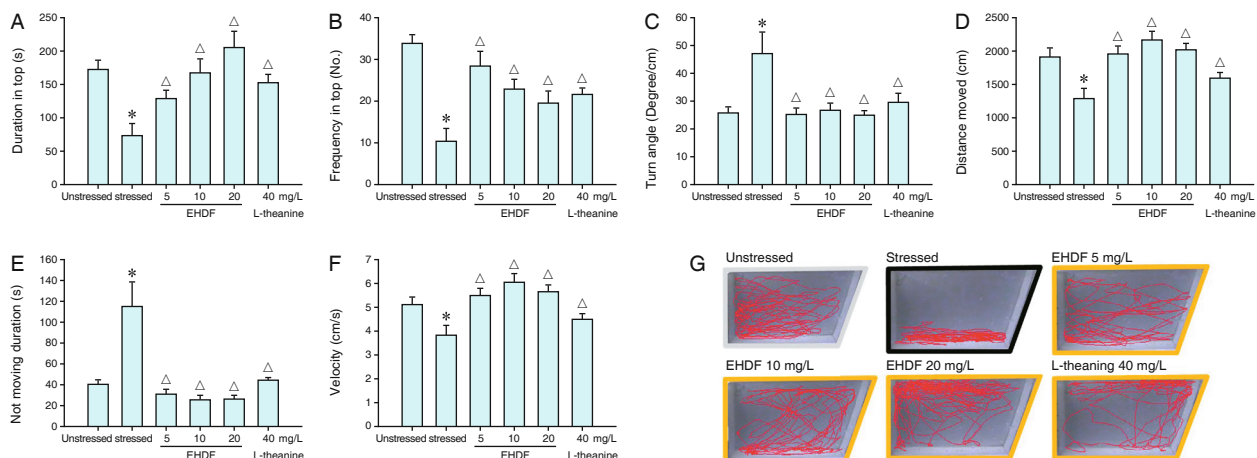 A
Duration in top (s)
250
200
150
100
50
0
Unstressed stressed 5 10 20 40 mg/L
EHDF L-theanine
* △ △ △ △
B
Frequency in top (No.)
40
30
20
10
0
Unstressed stressed 5 10 20 40 mg/L
EHDF L-theanine
* △ △ △ △
C
Turn angle (Degree/cm)
60
50
40
30
20
10
0
Unstressed stressed 5 10 20 40 mg/L
EHDF L-theanine
* △ △ △ △
D
Distance moved (cm)
2500
2000
1500
1000
500
0
Unstressed stressed 5 10 20 40 mg/L
EHDF L-theanine
* △ △ △ △
E
Not moving duration (s)
160
140
120
100
80
60
40
20
0
Unstressed stressed 5 10 20 40 mg/L
EHDF L-theanine
* △ △ △ △
F
Velocity (cm/s)
7
6
5
4
3
2
1
0
Unstressed stressed 5 10 20 40 mg/L
EHDF L-theanine
* △ △ △ △
G
Unstressed Stressed EHDF 5 mg/L
EHDF 10 mg/L EHDF 20 mg/L L-theaning 40 mg/L